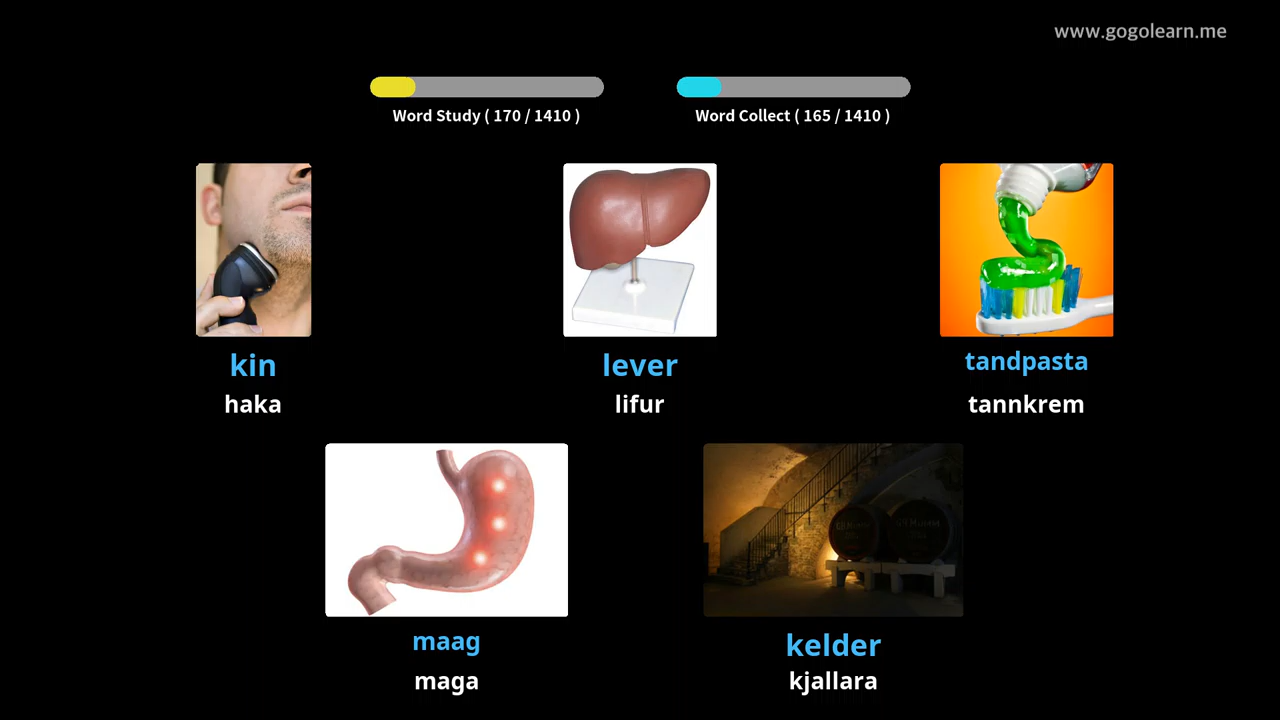 www.gogolearn.me
Word Study ( 170 / 1410 )
Word Collect ( 165 / 1410 )
kin
haka
lever
lifur
tandpasta
tannkrem
maag
maga
kelder
kjallara